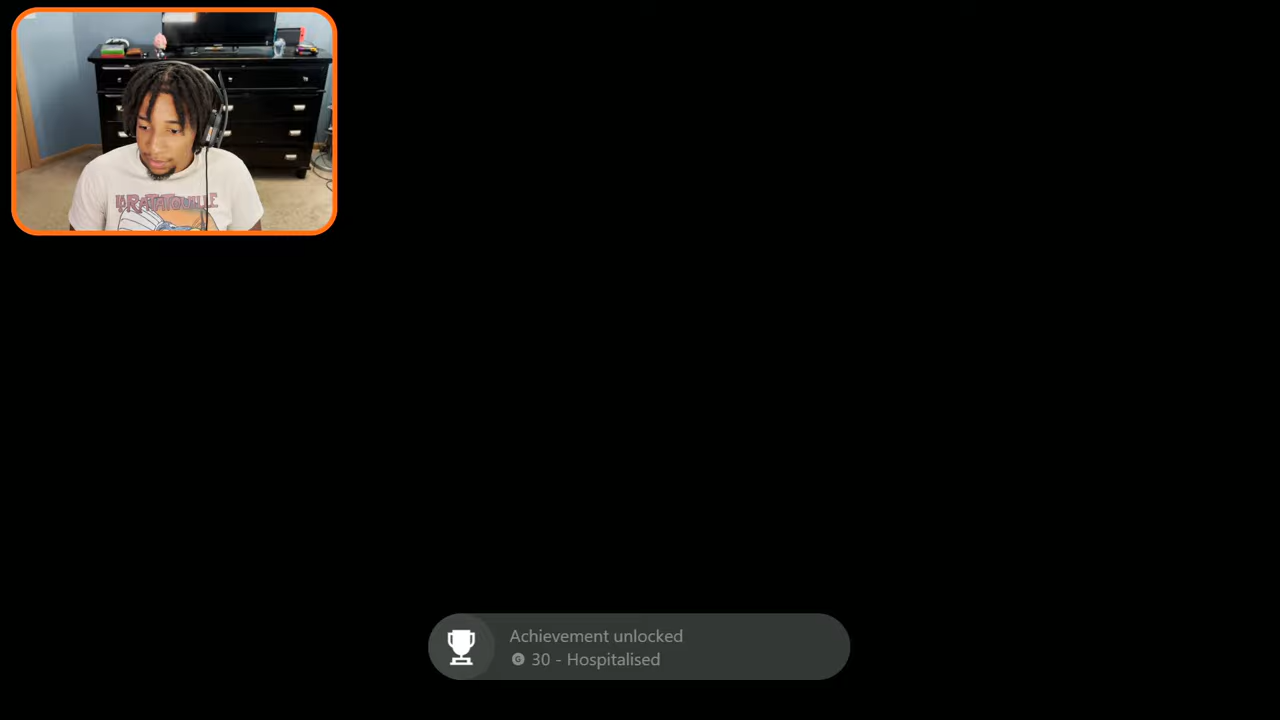 LA RATATOUILLE
Achievement unlocked
G 30 - Hospitalised